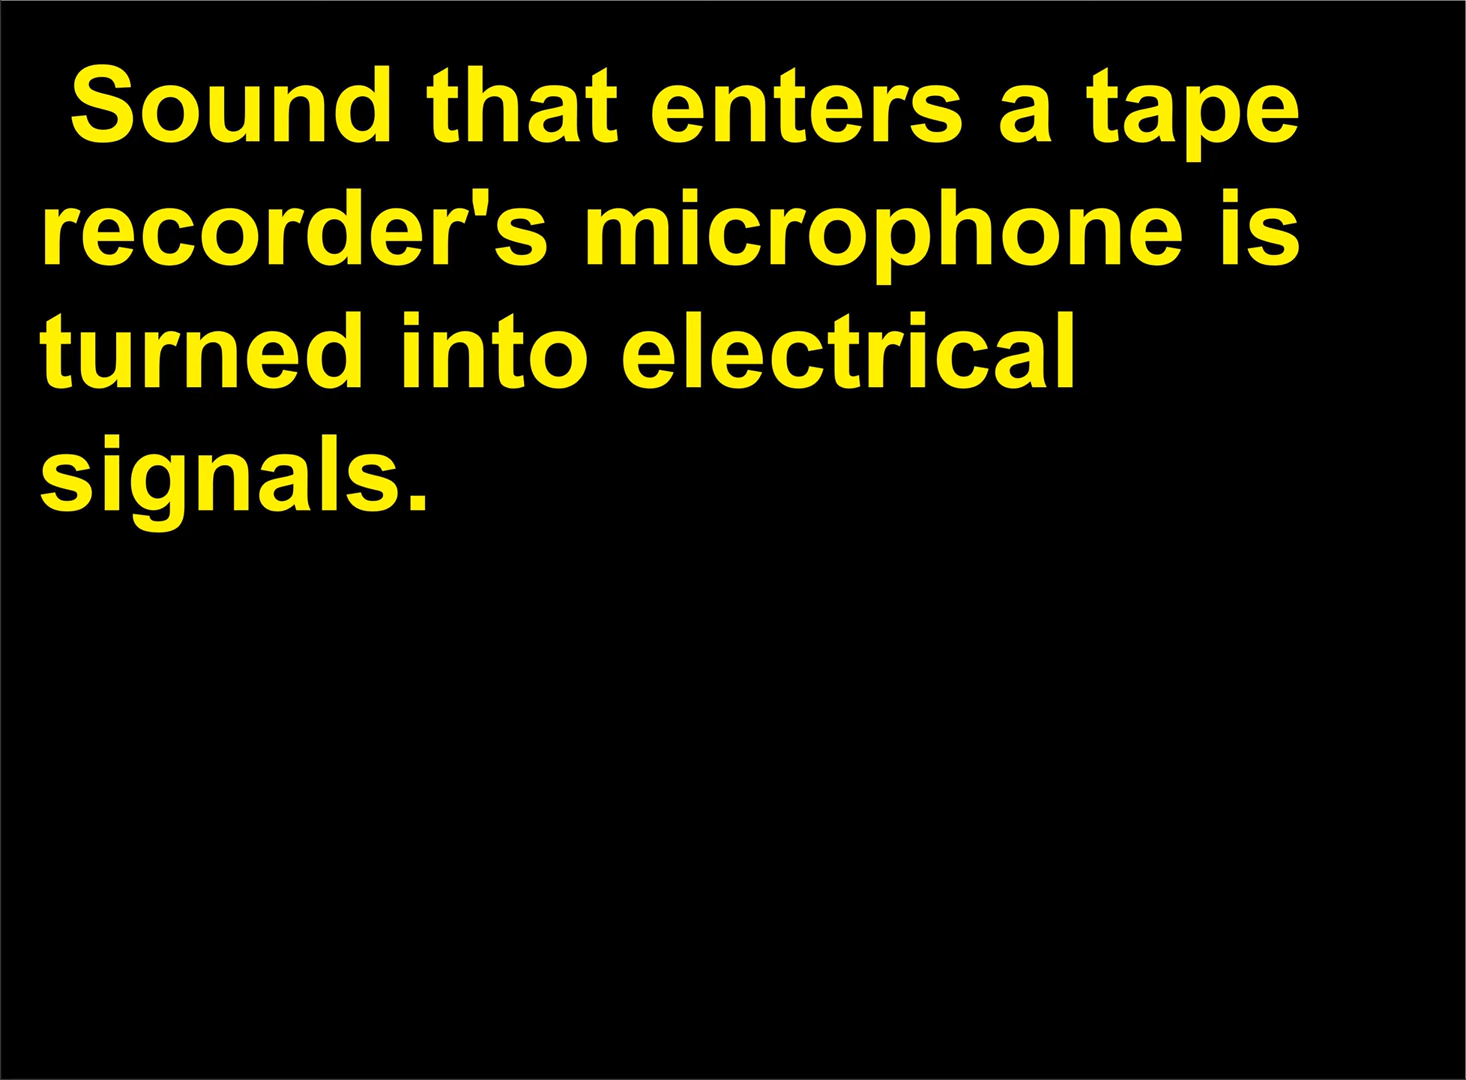 Sound that enters a tape
recorder's microphone is
turned into electrical
signals.